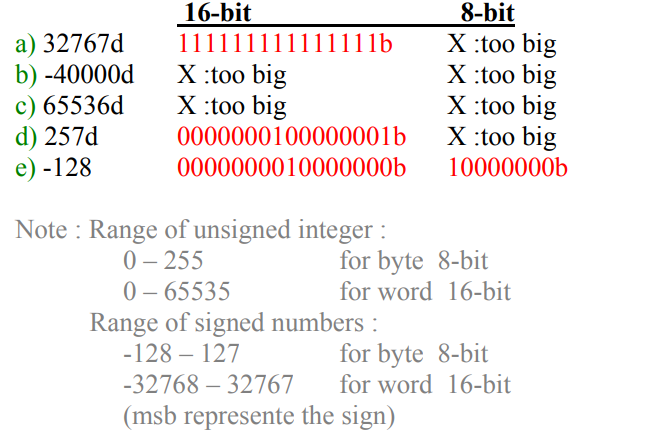 16-bit 8-bit
a) 32767d 111111111111111b X :too big
b) -40000d X :too big X :too big
c) 65536d X :too big X :too big
d) 257d 0000000100000001b X :too big
e) -128 0000000010000000b 10000000b
Note : Range of unsigned integer :
0 – 255 for byte 8-bit
0 – 65535 for word 16-bit
Range of signed numbers :
-128 – 127 for byte 8-bit
-32768 – 32767 for word 16-bit
(msb represente the sign)